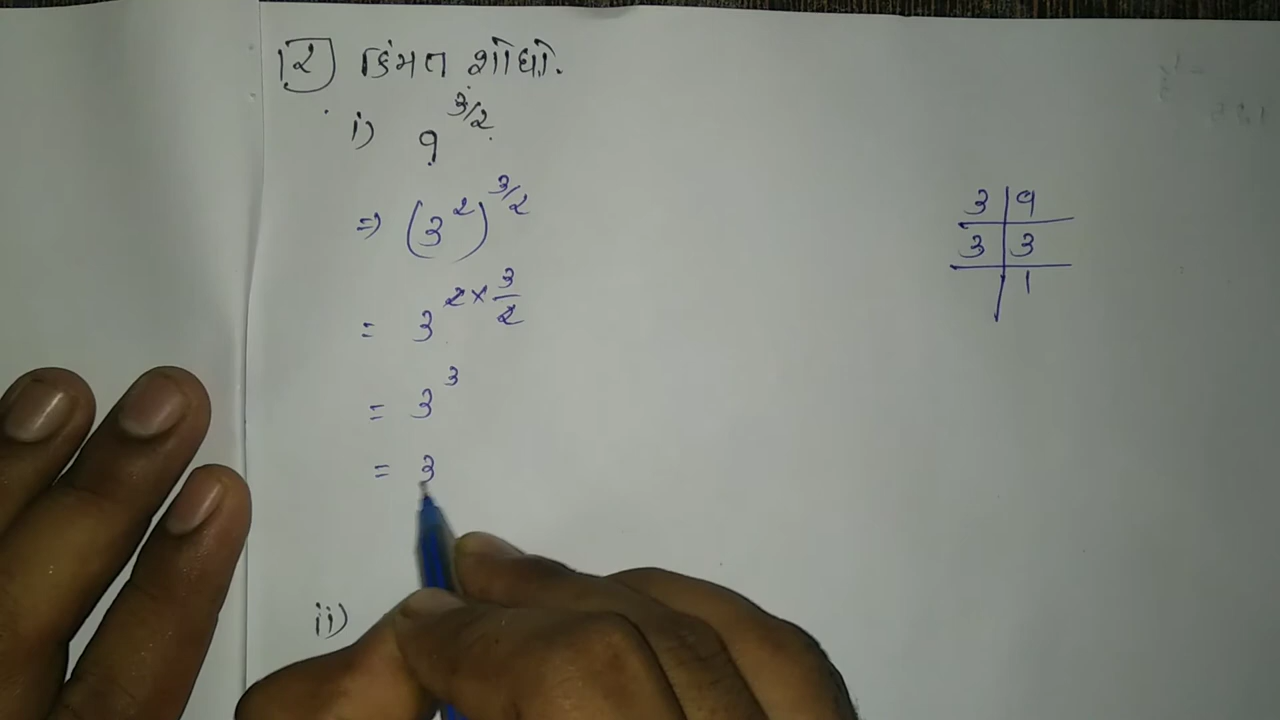 ૨ કિંમત શોધો.
i) 9^3/2
⇒ (3^2)^3/2
= 3^2×3/2
= 3^3
= 3
ii)
3 | 9
3 | 3
| 1